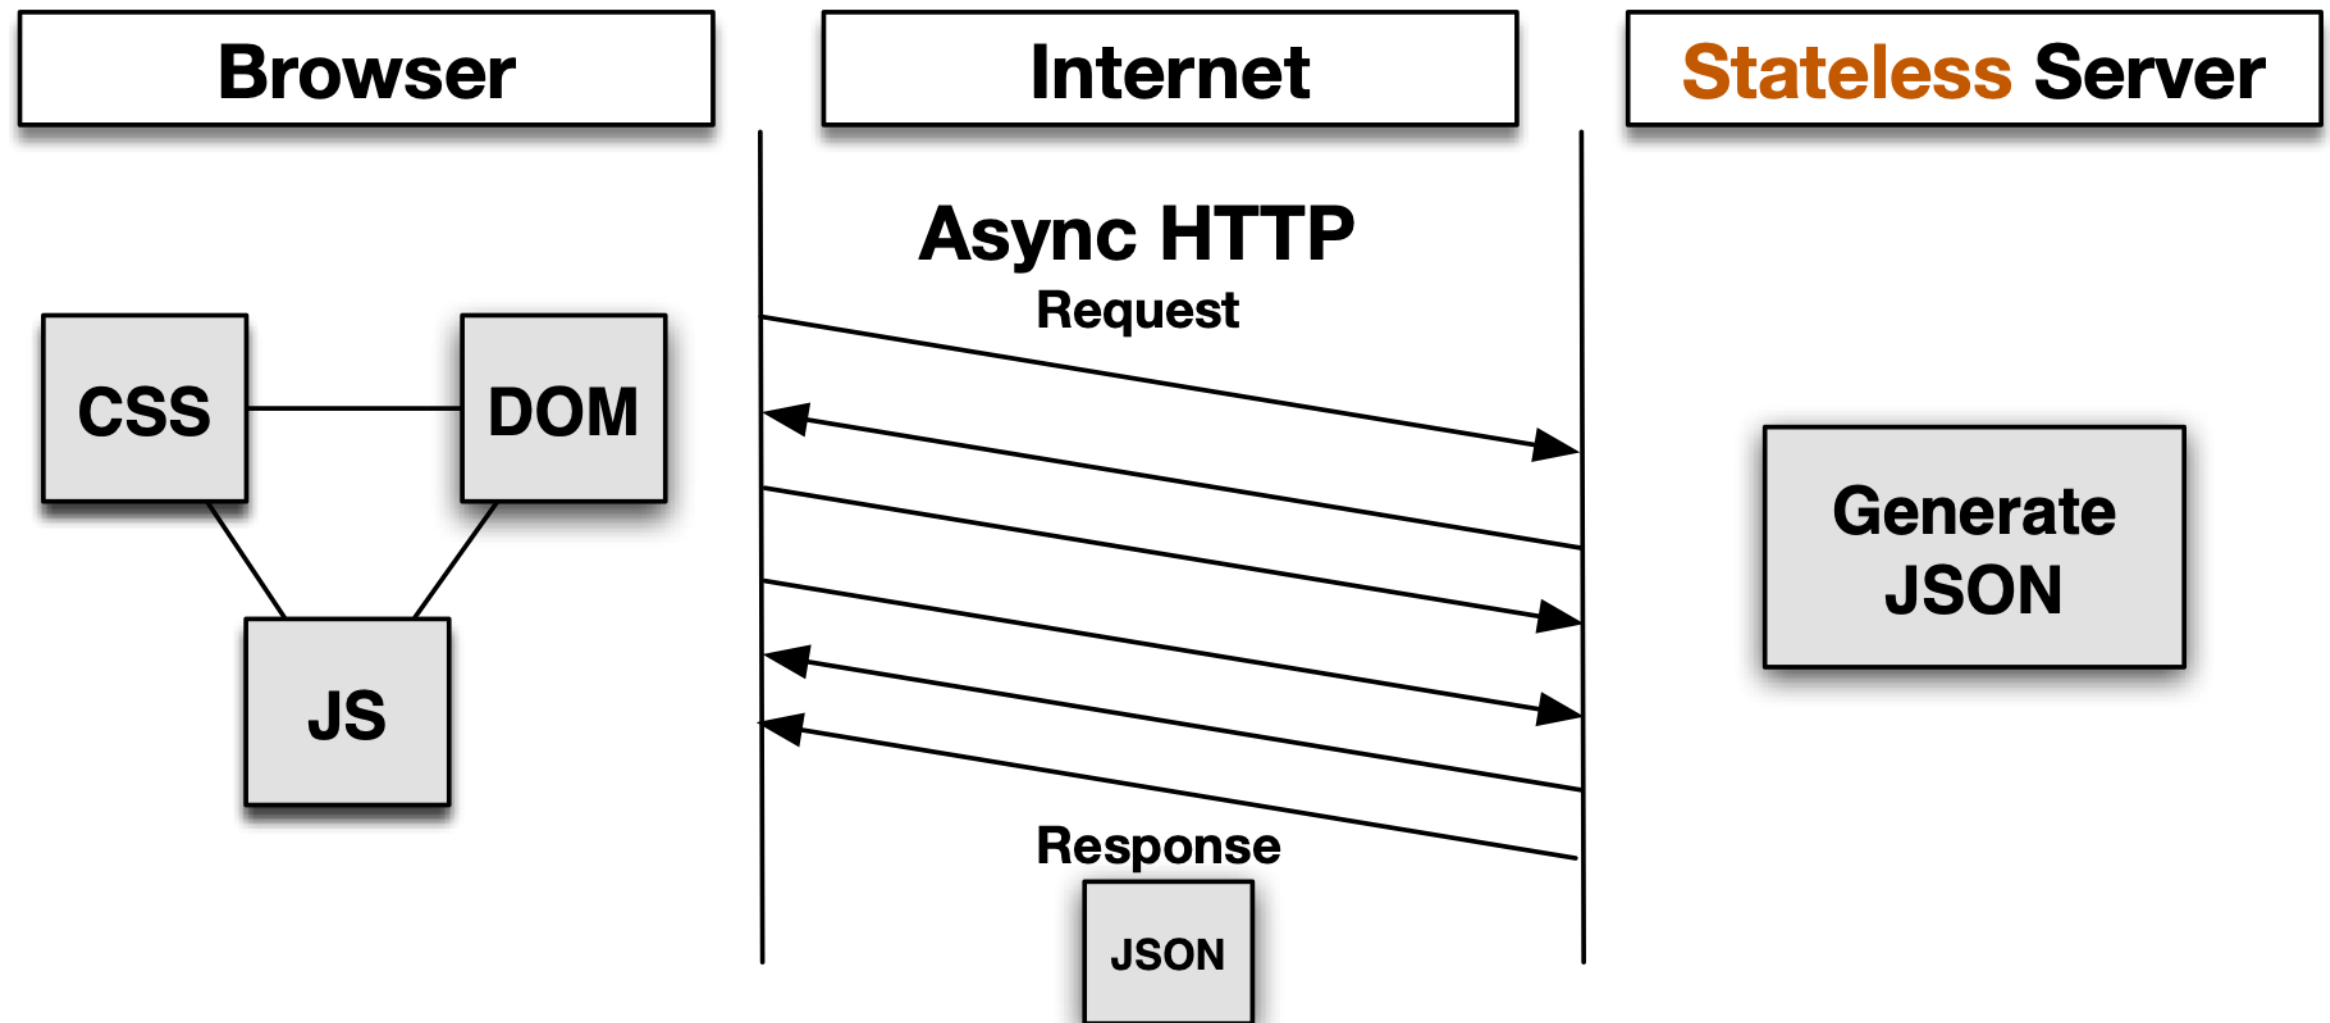 Browser
Internet
Stateless Server
Async HTTP
Request
CSS
DOM
JS
Generate
JSON
Response
JSON